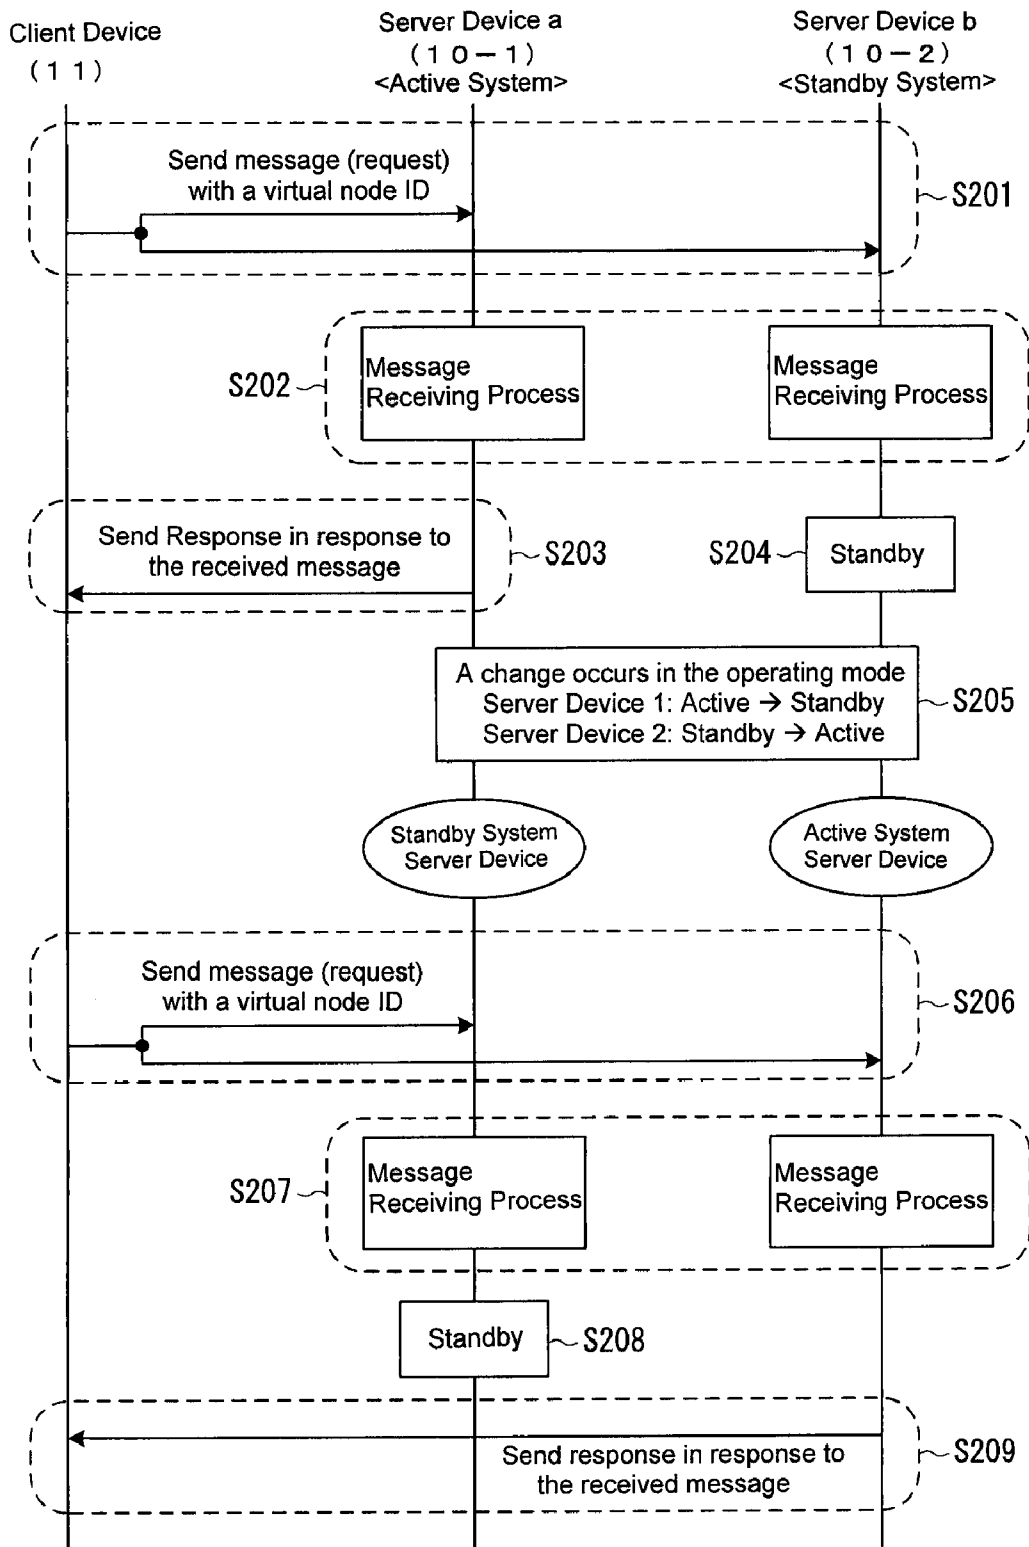 Client Device
(11)
Server Device a
(10-1)
<Active System>
Server Device b
(10-2)
<Standby System>
Send message (request)
with a virtual node ID
S201
S202
Message
Receiving Process
Message
Receiving Process
Send Response in response to
the received message
S203
S204
Standby
A change occurs in the operating mode
Server Device 1: Active → Standby
Server Device 2: Standby → Active
S205
Standby System
Server Device
Active System
Server Device
Send message (request)
with a virtual node ID
S206
S207
Message
Receiving Process
Message
Receiving Process
Standby
S208
Send response in response to
the received message
S209